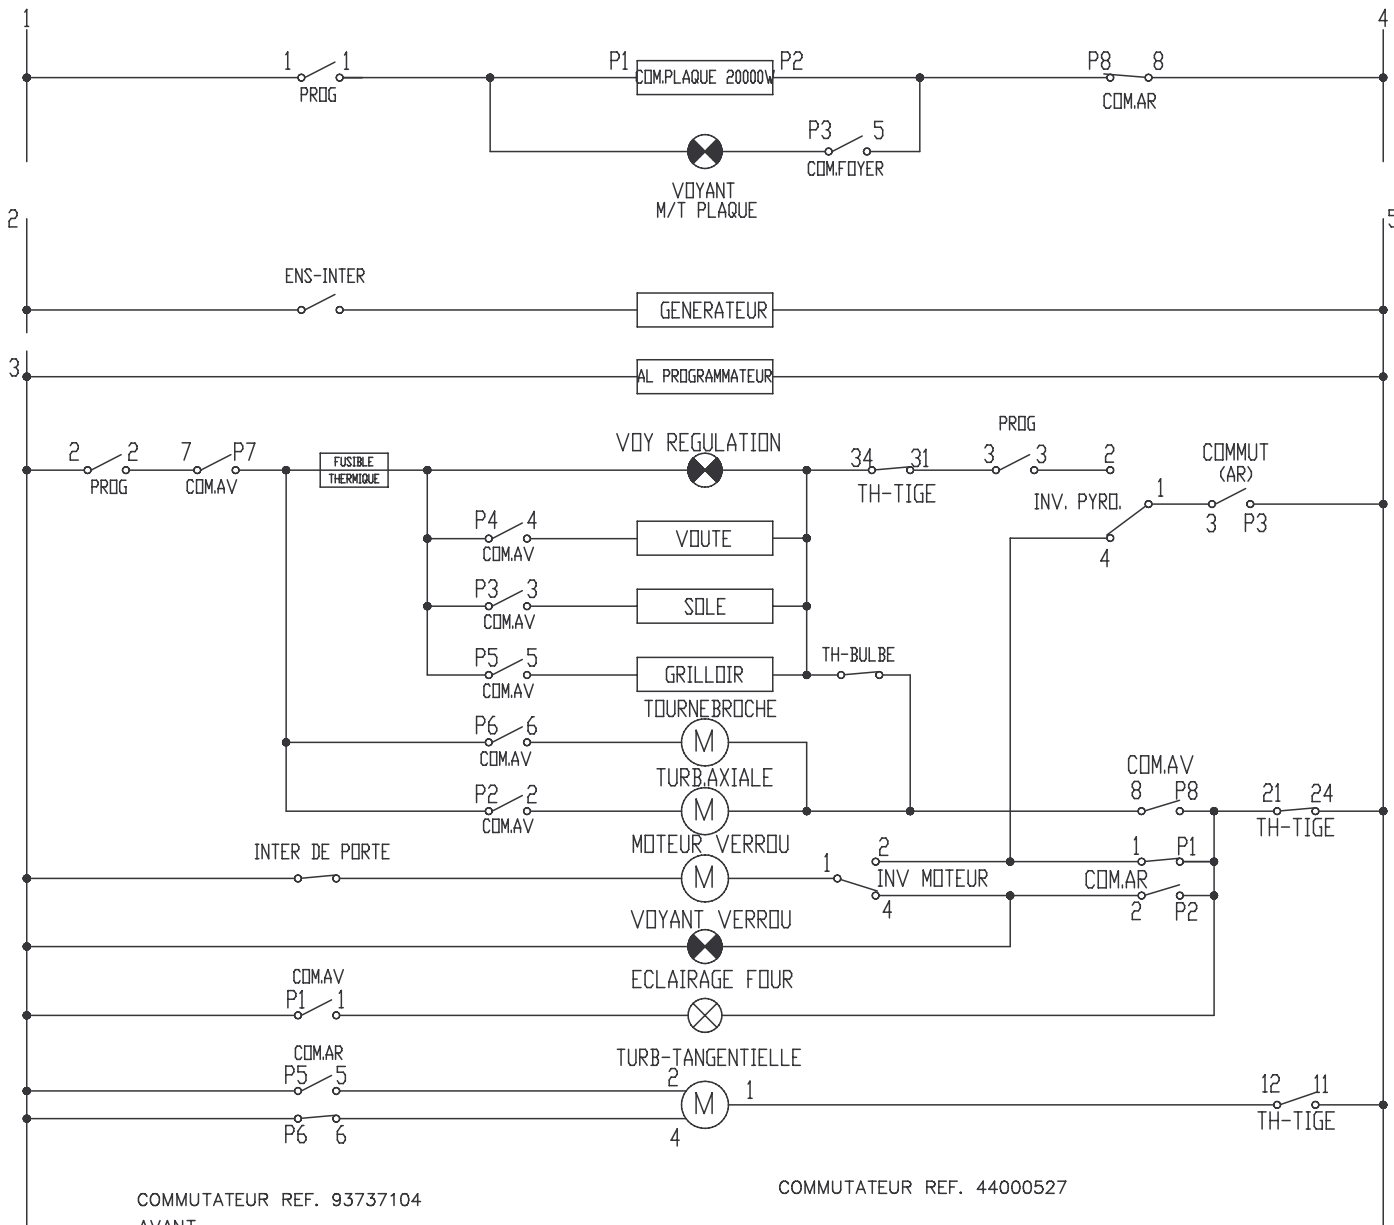 1
4
1 1
PROG
P1 COM.PLAQUE 20000W P2
P8 8
COM.AR
P3 5
COM.FOYER
VOYANT
M/T PLAQUE
2
5
ENS-INTER
GENERATEUR
3
AL PROGRAMMATEUR
2 2
PROG
7 P7
COM.AV
FUSIBLE
THERMIQUE
VOY REGULATION
34 31
TH-TIGE
PROG
3 3
2
INV. PYRO.
1
4
COMMUT
(AR)
3 P3
P4 4
COM.AV
VOUTE
P3 3
COM.AV
SOLE
P5 5
COM.AV
GRILLOIR
TH-BULBE
TOURNEBROCHE
P6 6
COM.AV
M
TURB.AXIALE
P2 2
COM.AV
M
COM.AV
8 P8
21 24
TH-TIGE
MOTEUR VERROU
INTER DE PORTE
M
1
2
INV MOTEUR
4
1 P1
COM.AR
2 P2
VOYANT VERROU
ECLAIRAGE FOUR
COM.AV
P1 1
TURB-TANGENTIELLE
COM.AR
P5 5
P6 6
2
M
1
4
12 11
TH-TIGE
COMMUTATEUR REF. 93737104
COMMUTATEUR REF. 44000527
AVANT